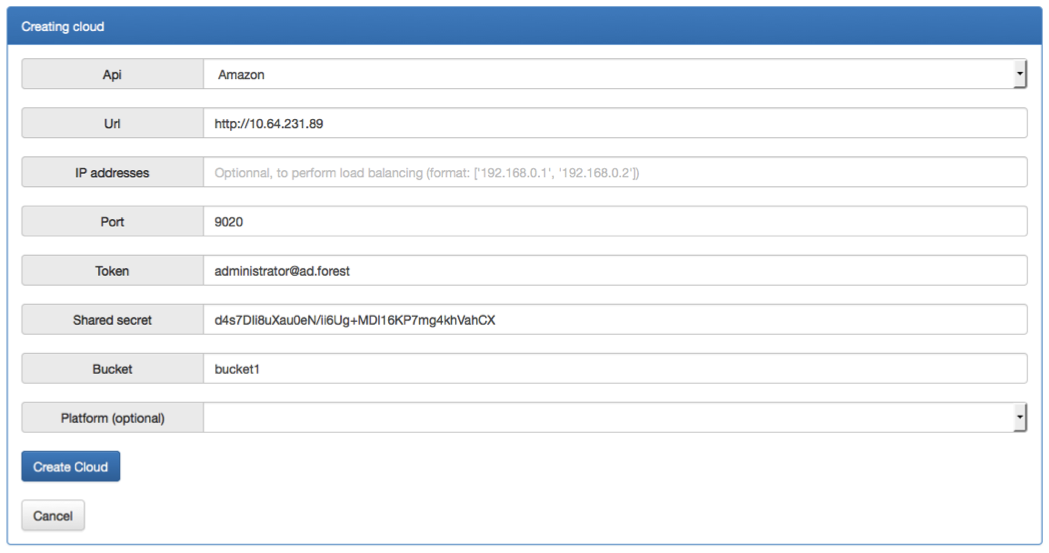 Creating cloud
Api Amazon
Url http://10.64.231.89
IP addresses Optionnal, to perform load balancing (format: ['192.168.0.1', '192.168.0.2'])
Port 9020
Token administrator@ad.forest
Shared secret d4s7DIi8uXau0eN/ii6Ug+MDI16KP7mg4khVahCX
Bucket bucket1
Platform (optional)
Create Cloud
Cancel